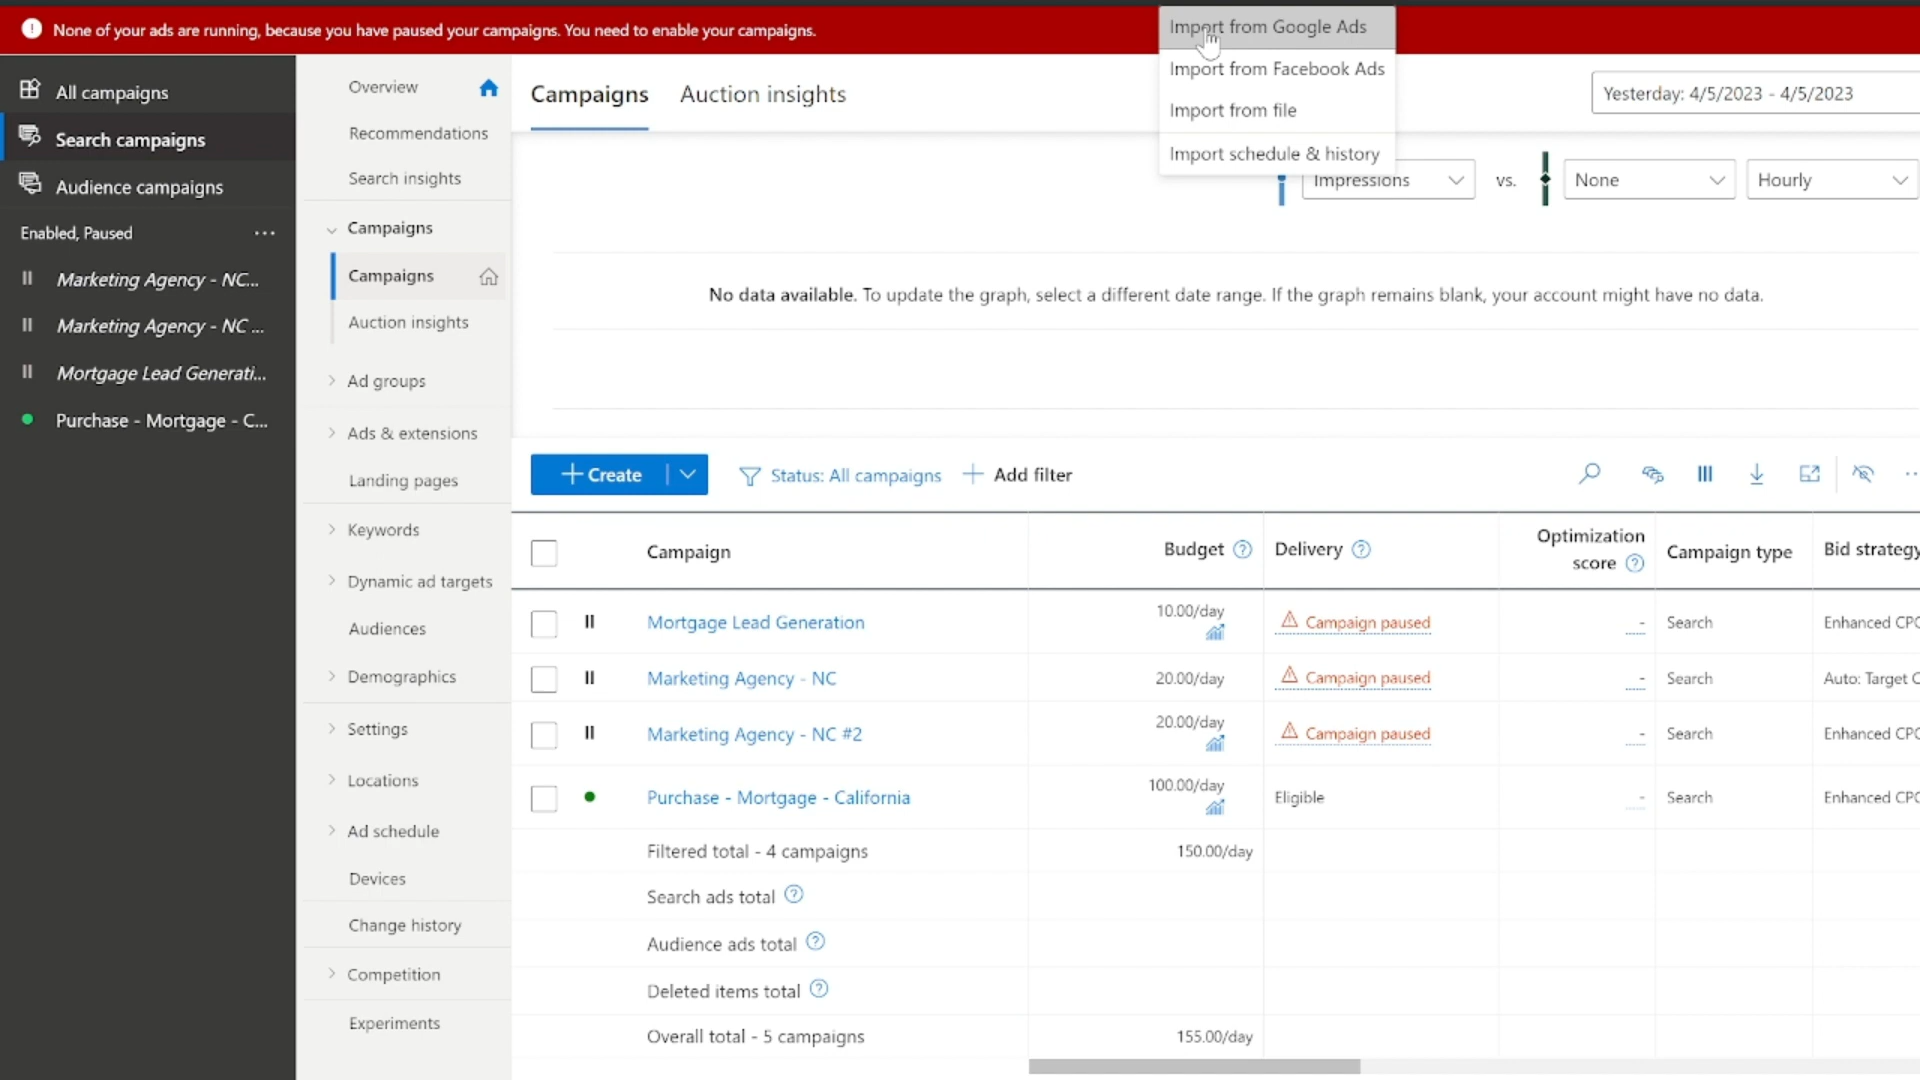 None of your ads are running, because you have paused your campaigns. You need to enable your campaigns.
Import from Google Ads
Import from Facebook Ads
Import from file
Import schedule & history
All campaigns
Search campaigns
Audience campaigns
Enabled, Paused
Marketing Agency - NC...
Marketing Agency - NC ...
Mortgage Lead Generati...
Purchase - Mortgage - C...
Overview
Recommendations
Search insights
Campaigns
Campaigns
Auction insights
Ad groups
Ads & extensions
Landing pages
Keywords
Dynamic ad targets
Audiences
Demographics
Settings
Locations
Ad schedule
Devices
Change history
Competition
Experiments
Campaigns
Auction insights
Yesterday: 4/5/2023 - 4/5/2023
Impressions
vs.
None
Hourly
No data available. To update the graph, select a different date range. If the graph remains blank, your account might have no data.
+ Create
Status: All campaigns
+ Add filter
Campaign
Budget
Delivery
Optimization
score
Campaign type
Bid strategy
Mortgage Lead Generation
10.00/day
Campaign paused
-
Search
Enhanced CPC
Marketing Agency - NC
20.00/day
Campaign paused
-
Search
Auto: Target C
Marketing Agency - NC #2
20.00/day
Campaign paused
-
Search
Enhanced CPC
Purchase - Mortgage - California
100.00/day
Eligible
-
Search
Enhanced CPC
Filtered total - 4 campaigns
150.00/day
Search ads total
Audience ads total
Deleted items total
Overall total - 5 campaigns
155.00/day